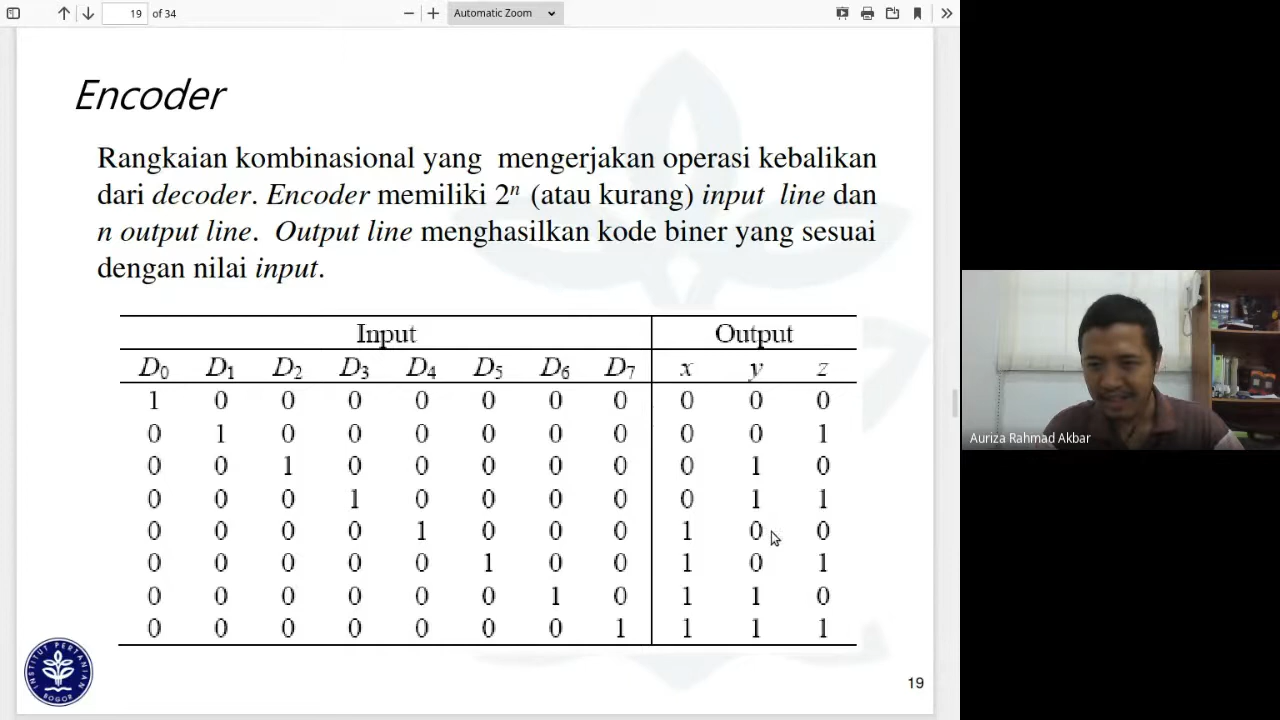 19 of 34
Automatic Zoom
Encoder
Rangkaian kombinasional yang mengerjakan operasi kebalikan
dari decoder. Encoder memiliki 2ⁿ (atau kurang) input line dan
n output line. Output line menghasilkan kode biner yang sesuai
dengan nilai input.
Input Output
D₀ D₁ D₂ D₃ D₄ D₅ D₆ D₇ x y z
1 0 0 0 0 0 0 0 0 0 0
0 1 0 0 0 0 0 0 0 0 1
0 0 1 0 0 0 0 0 0 1 0
0 0 0 1 0 0 0 0 0 1 1
0 0 0 0 1 0 0 0 1 0 0
0 0 0 0 0 1 0 0 1 0 1
0 0 0 0 0 0 1 0 1 1 0
0 0 0 0 0 0 0 1 1 1 1
INSTITUT PERTANIAN
BOGOR
19
Auriza Rahmad Akbar